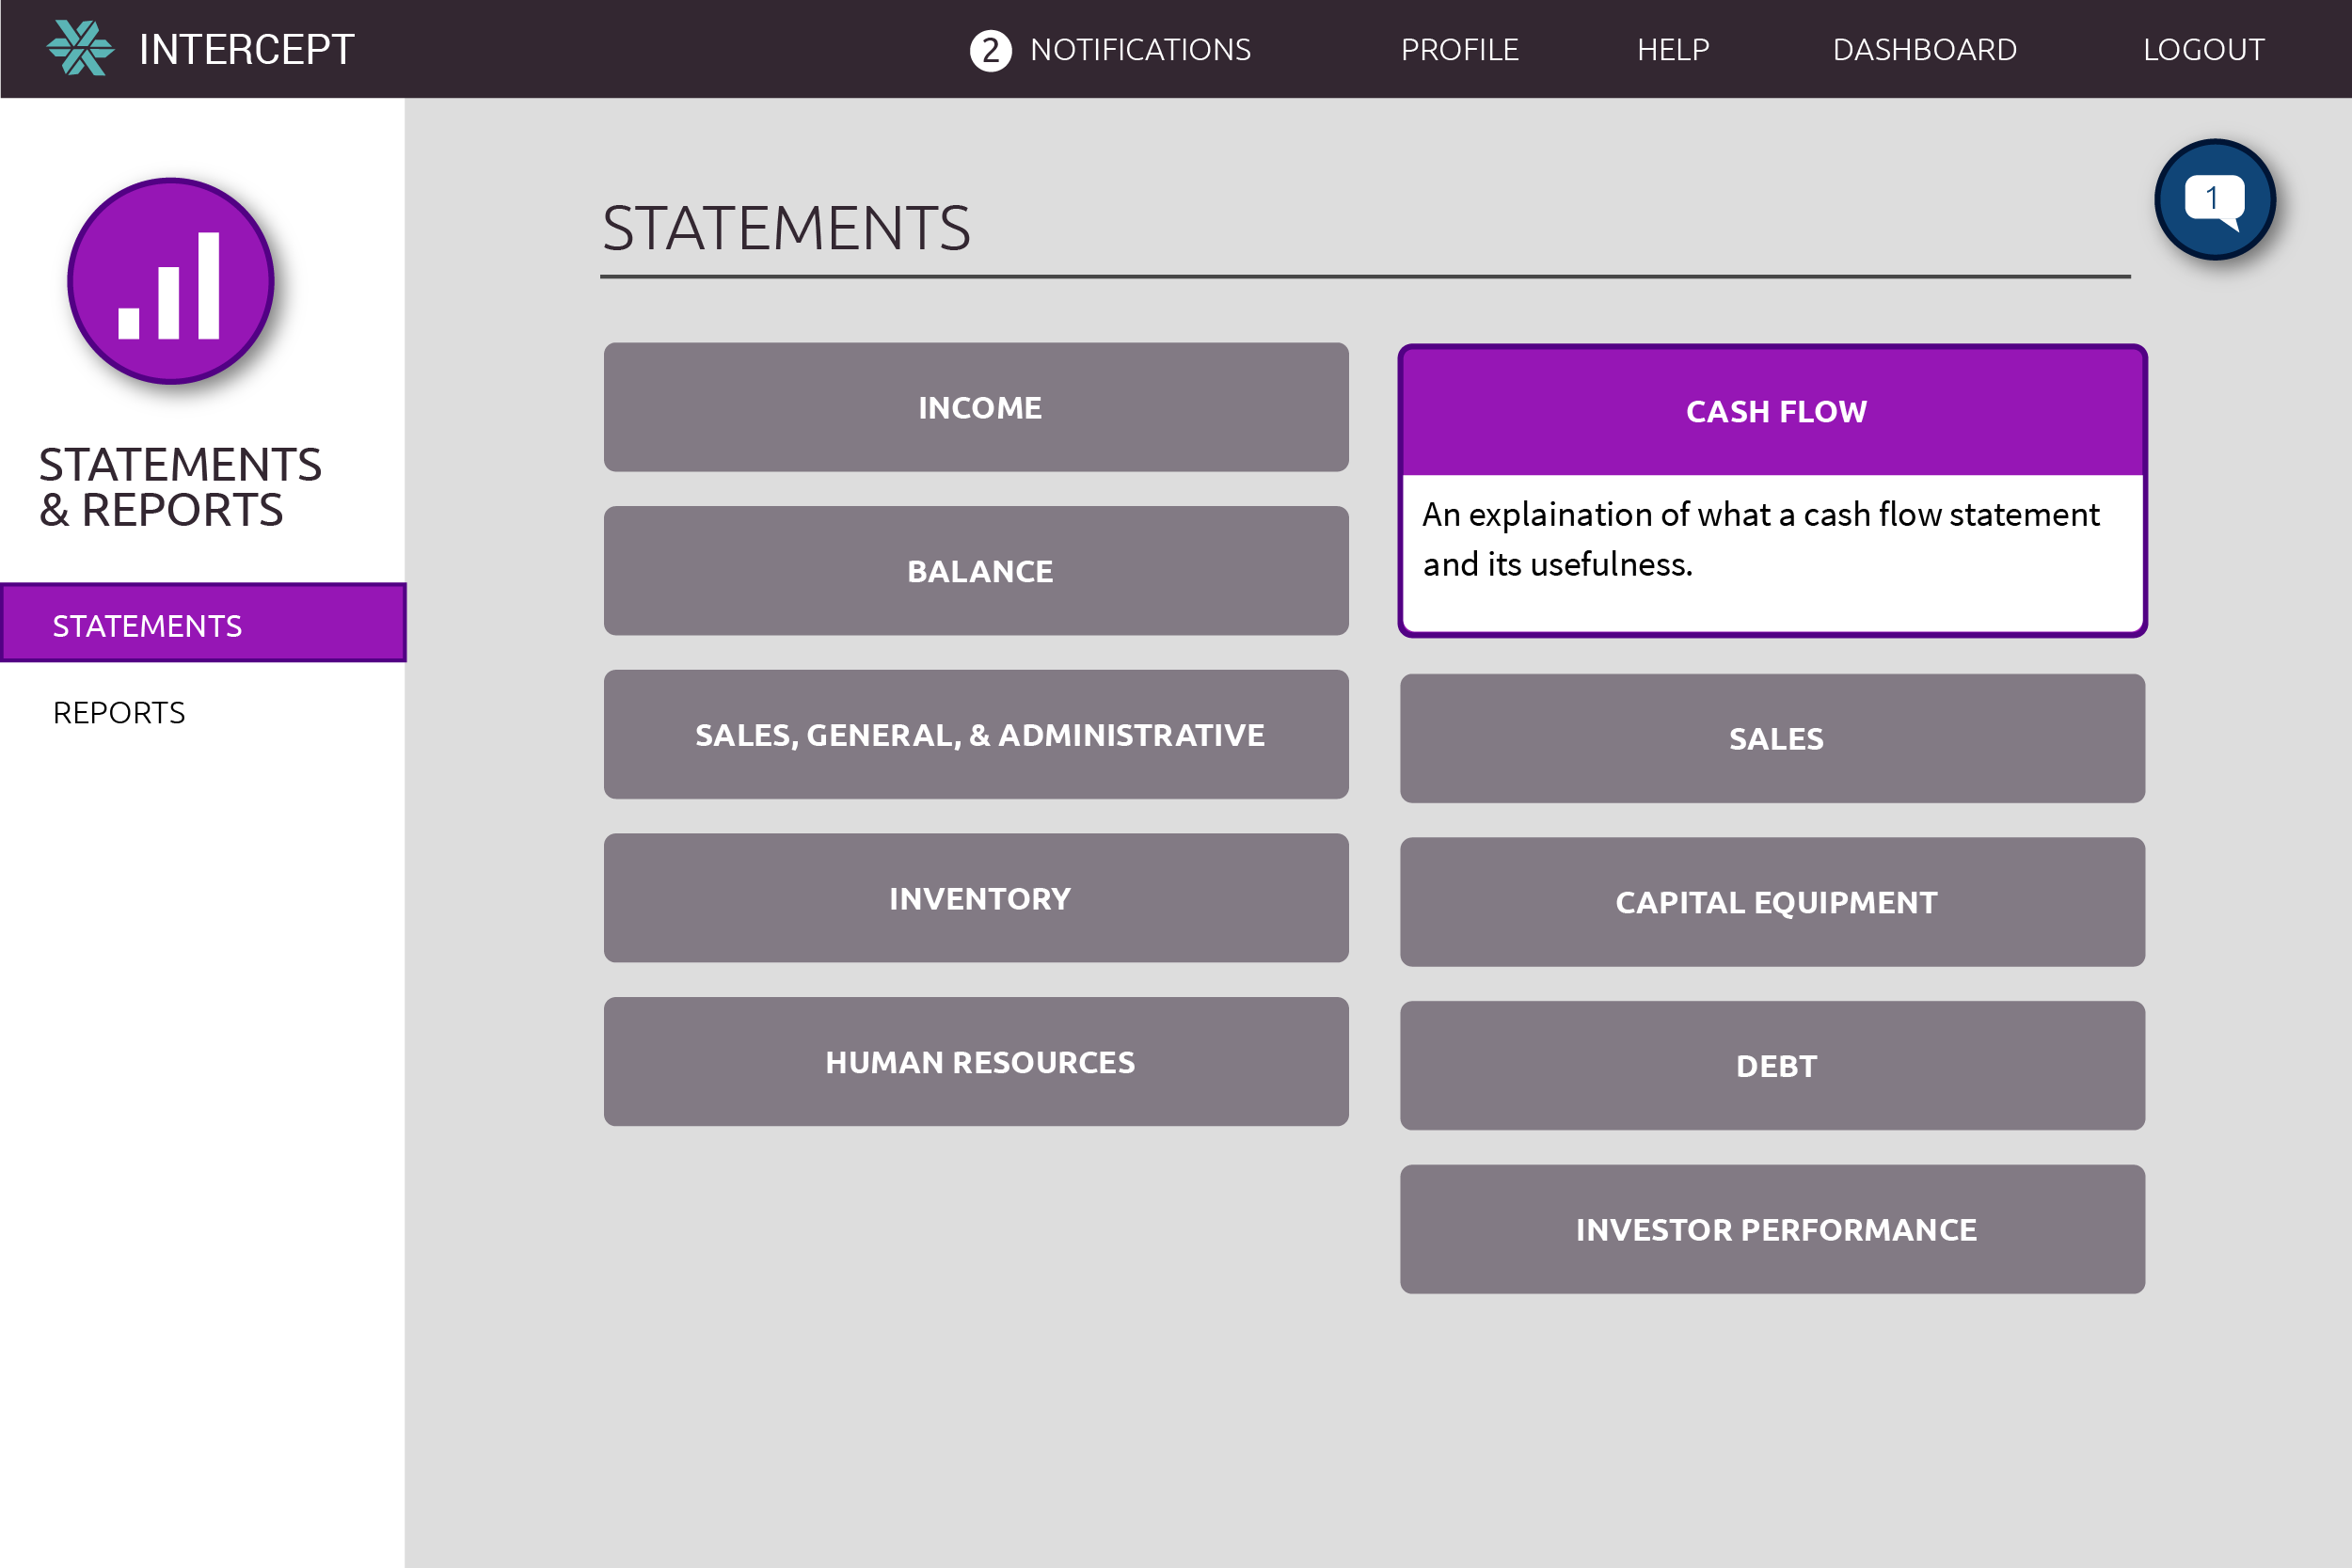 INTERCEPT
2 NOTIFICATIONS
PROFILE
HELP
DASHBOARD
LOGOUT
1
STATEMENTS
& REPORTS
STATEMENTS
REPORTS
STATEMENTS
INCOME
BALANCE
SALES, GENERAL, & ADMINISTRATIVE
INVENTORY
HUMAN RESOURCES
CASH FLOW
An explaination of what a cash flow statement
and its usefulness.
SALES
CAPITAL EQUIPMENT
DEBT
INVESTOR PERFORMANCE